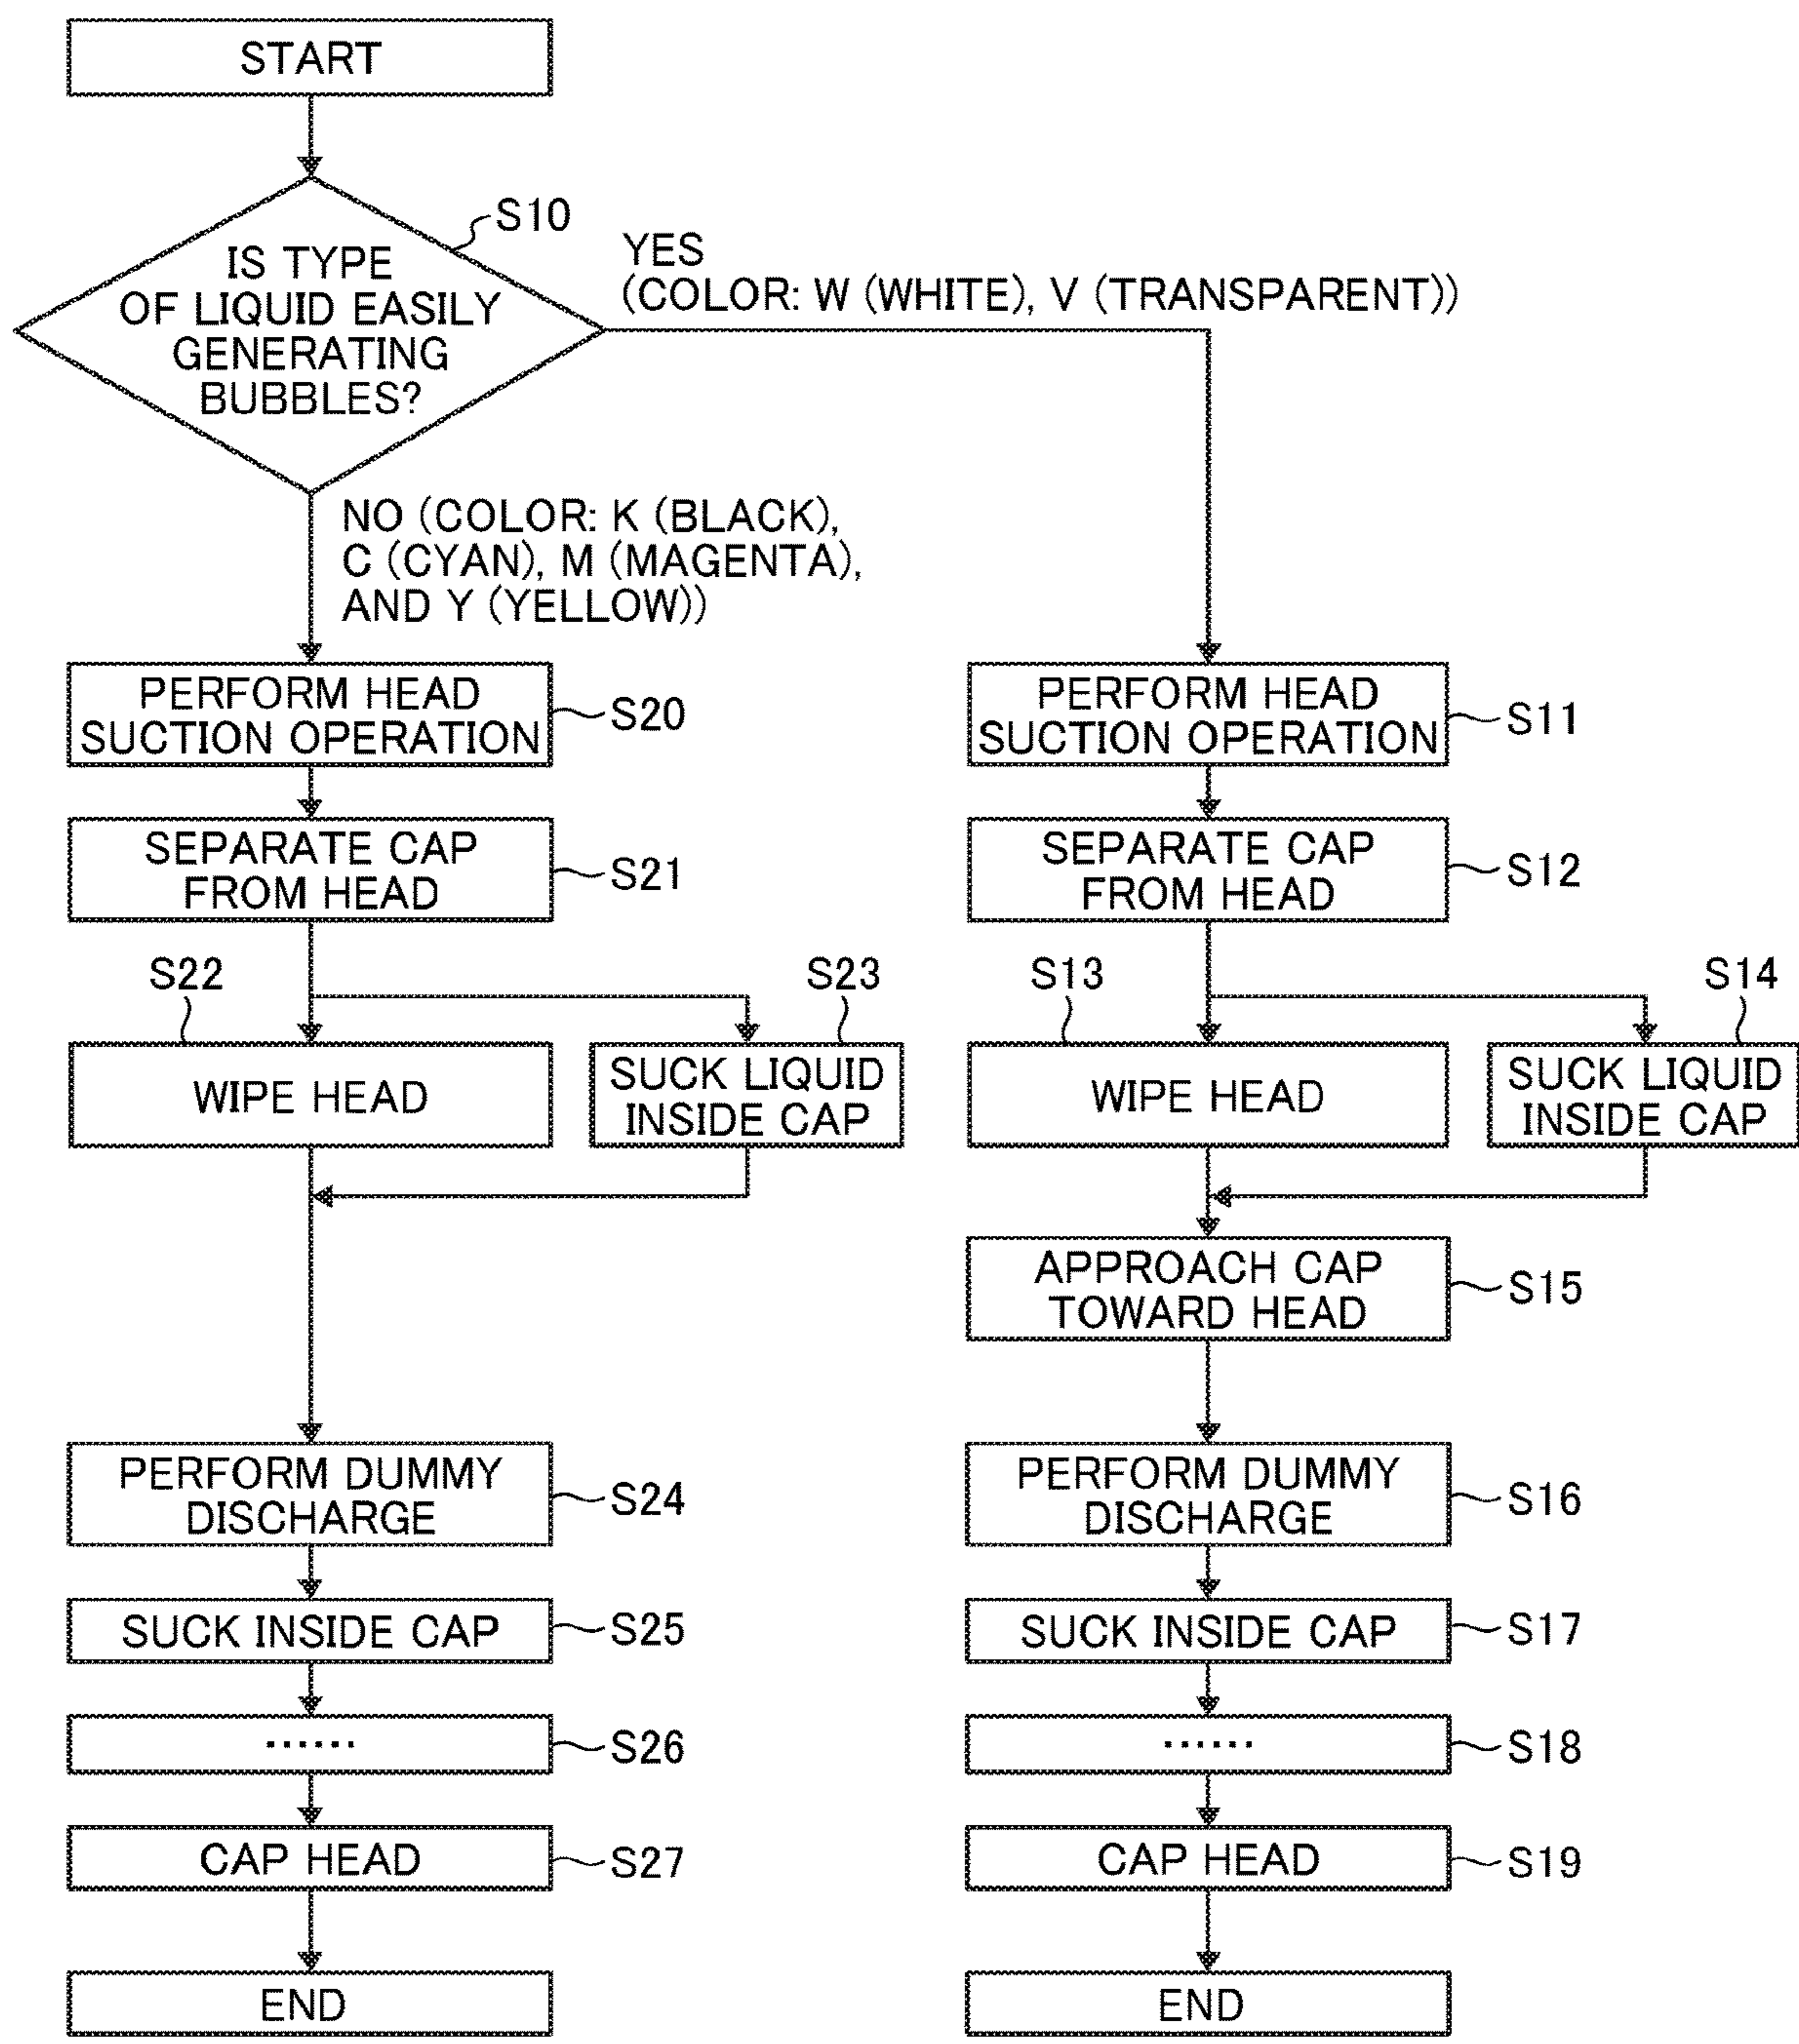 START
S10
IS TYPE
OF LIQUID EASILY
GENERATING
BUBBLES?
YES
(COLOR: W (WHITE), V (TRANSPARENT))
NO (COLOR: K (BLACK),
C (CYAN), M (MAGENTA),
AND Y (YELLOW))
PERFORM HEAD
SUCTION OPERATION
S20
SEPARATE CAP
FROM HEAD
S21
S22
S23
WIPE HEAD
SUCK LIQUID
INSIDE CAP
PERFORM DUMMY
DISCHARGE
S24
SUCK INSIDE CAP
S25
······
S26
CAP HEAD
S27
END
PERFORM HEAD
SUCTION OPERATION
S11
SEPARATE CAP
FROM HEAD
S12
S13
S14
WIPE HEAD
SUCK LIQUID
INSIDE CAP
APPROACH CAP
TOWARD HEAD
S15
PERFORM DUMMY
DISCHARGE
S16
SUCK INSIDE CAP
S17
······
S18
CAP HEAD
S19
END